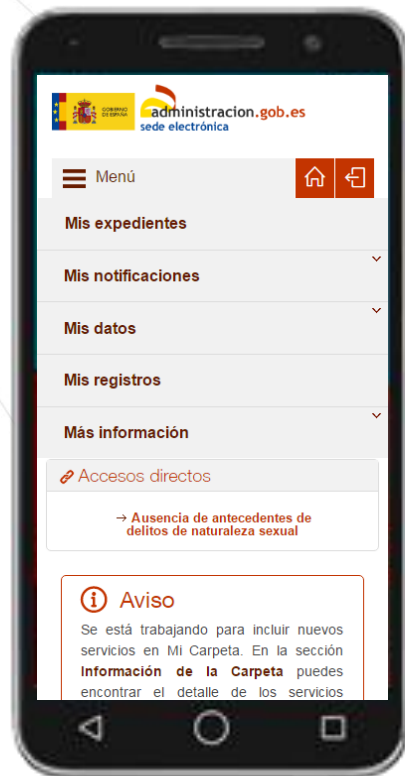 GOBIERNO
DE ESPAÑA
administracion.gob.es
sede electrónica
Menú
Mis expedientes
Mis notificaciones
Mis datos
Mis registros
Más información
Accesos directos
→ Ausencia de antecedentes de
delitos de naturaleza sexual
Aviso
Se está trabajando para incluir nuevos
servicios en Mi Carpeta. En la sección
Información de la Carpeta puedes
encontrar el detalle de los servicios